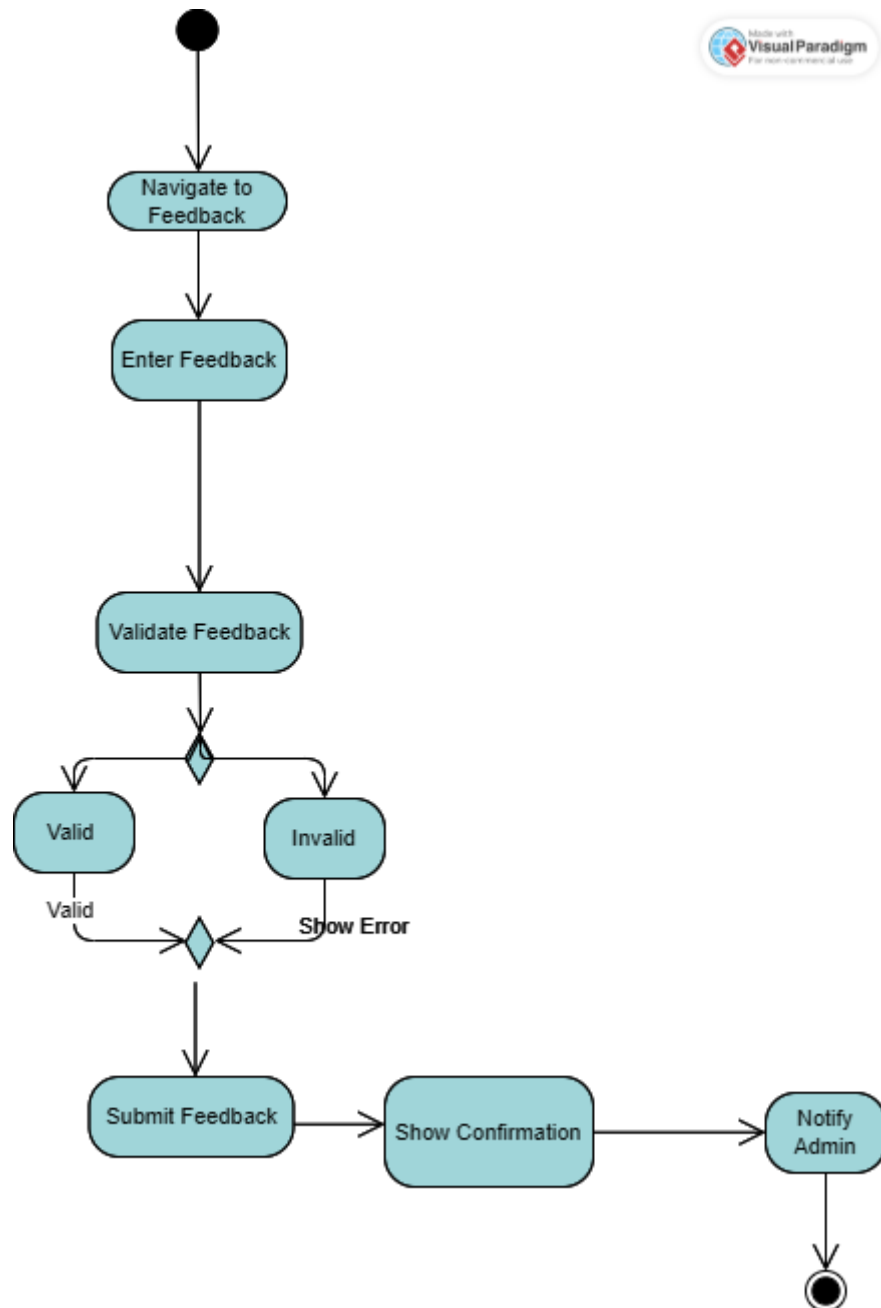 Made with
Visual Paradigm
For non-commercial use
Navigate to
Feedback
Enter Feedback
Validate Feedback
Valid
Invalid
Valid
Show Error
Submit Feedback
Show Confirmation
Notify
Admin